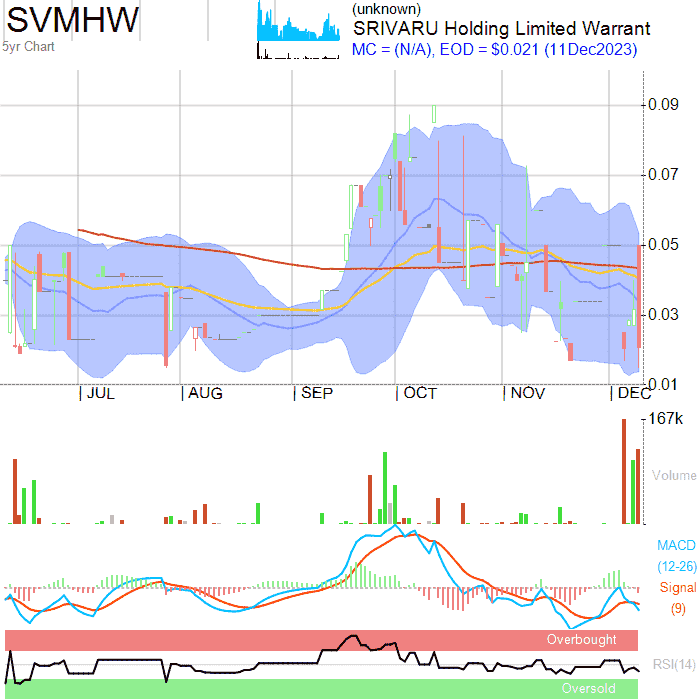 SVMHW
5yr Chart
(unknown)
SRIVARU Holding Limited Warrant
MC = (N/A), EOD = $0.021 (11Dec2023)
0.09
0.07
0.05
0.03
0.01
JUL AUG SEP OCT NOV DEC
167k
Volume
MACD
(12-26)
Signal
(9)
Overbought
RSI(14)
Oversold